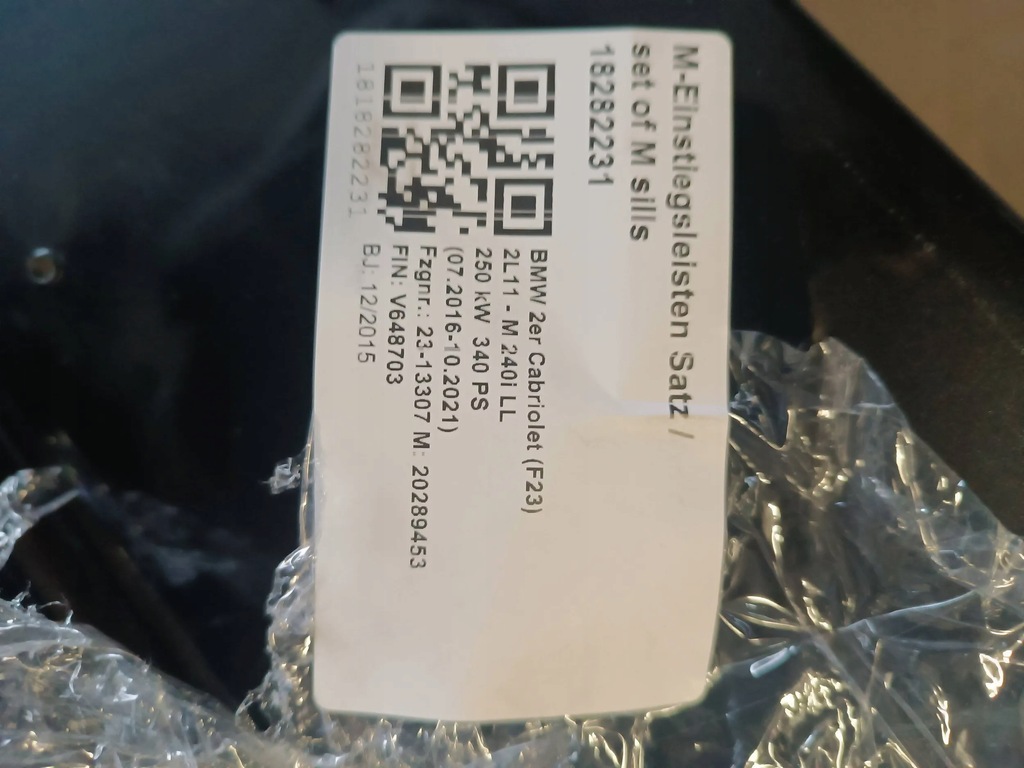 M-Einstiegsleisten Satz /
set of M sills
18282231
BMW 2er Cabriolet (F23)
2L11 - M 240i LL
250 kW 340 PS
(07.2016-10.2021)
Fzgnr.: 23-13307 M: 20289453
FIN: V648703
BJ: 12/2015
1818282231